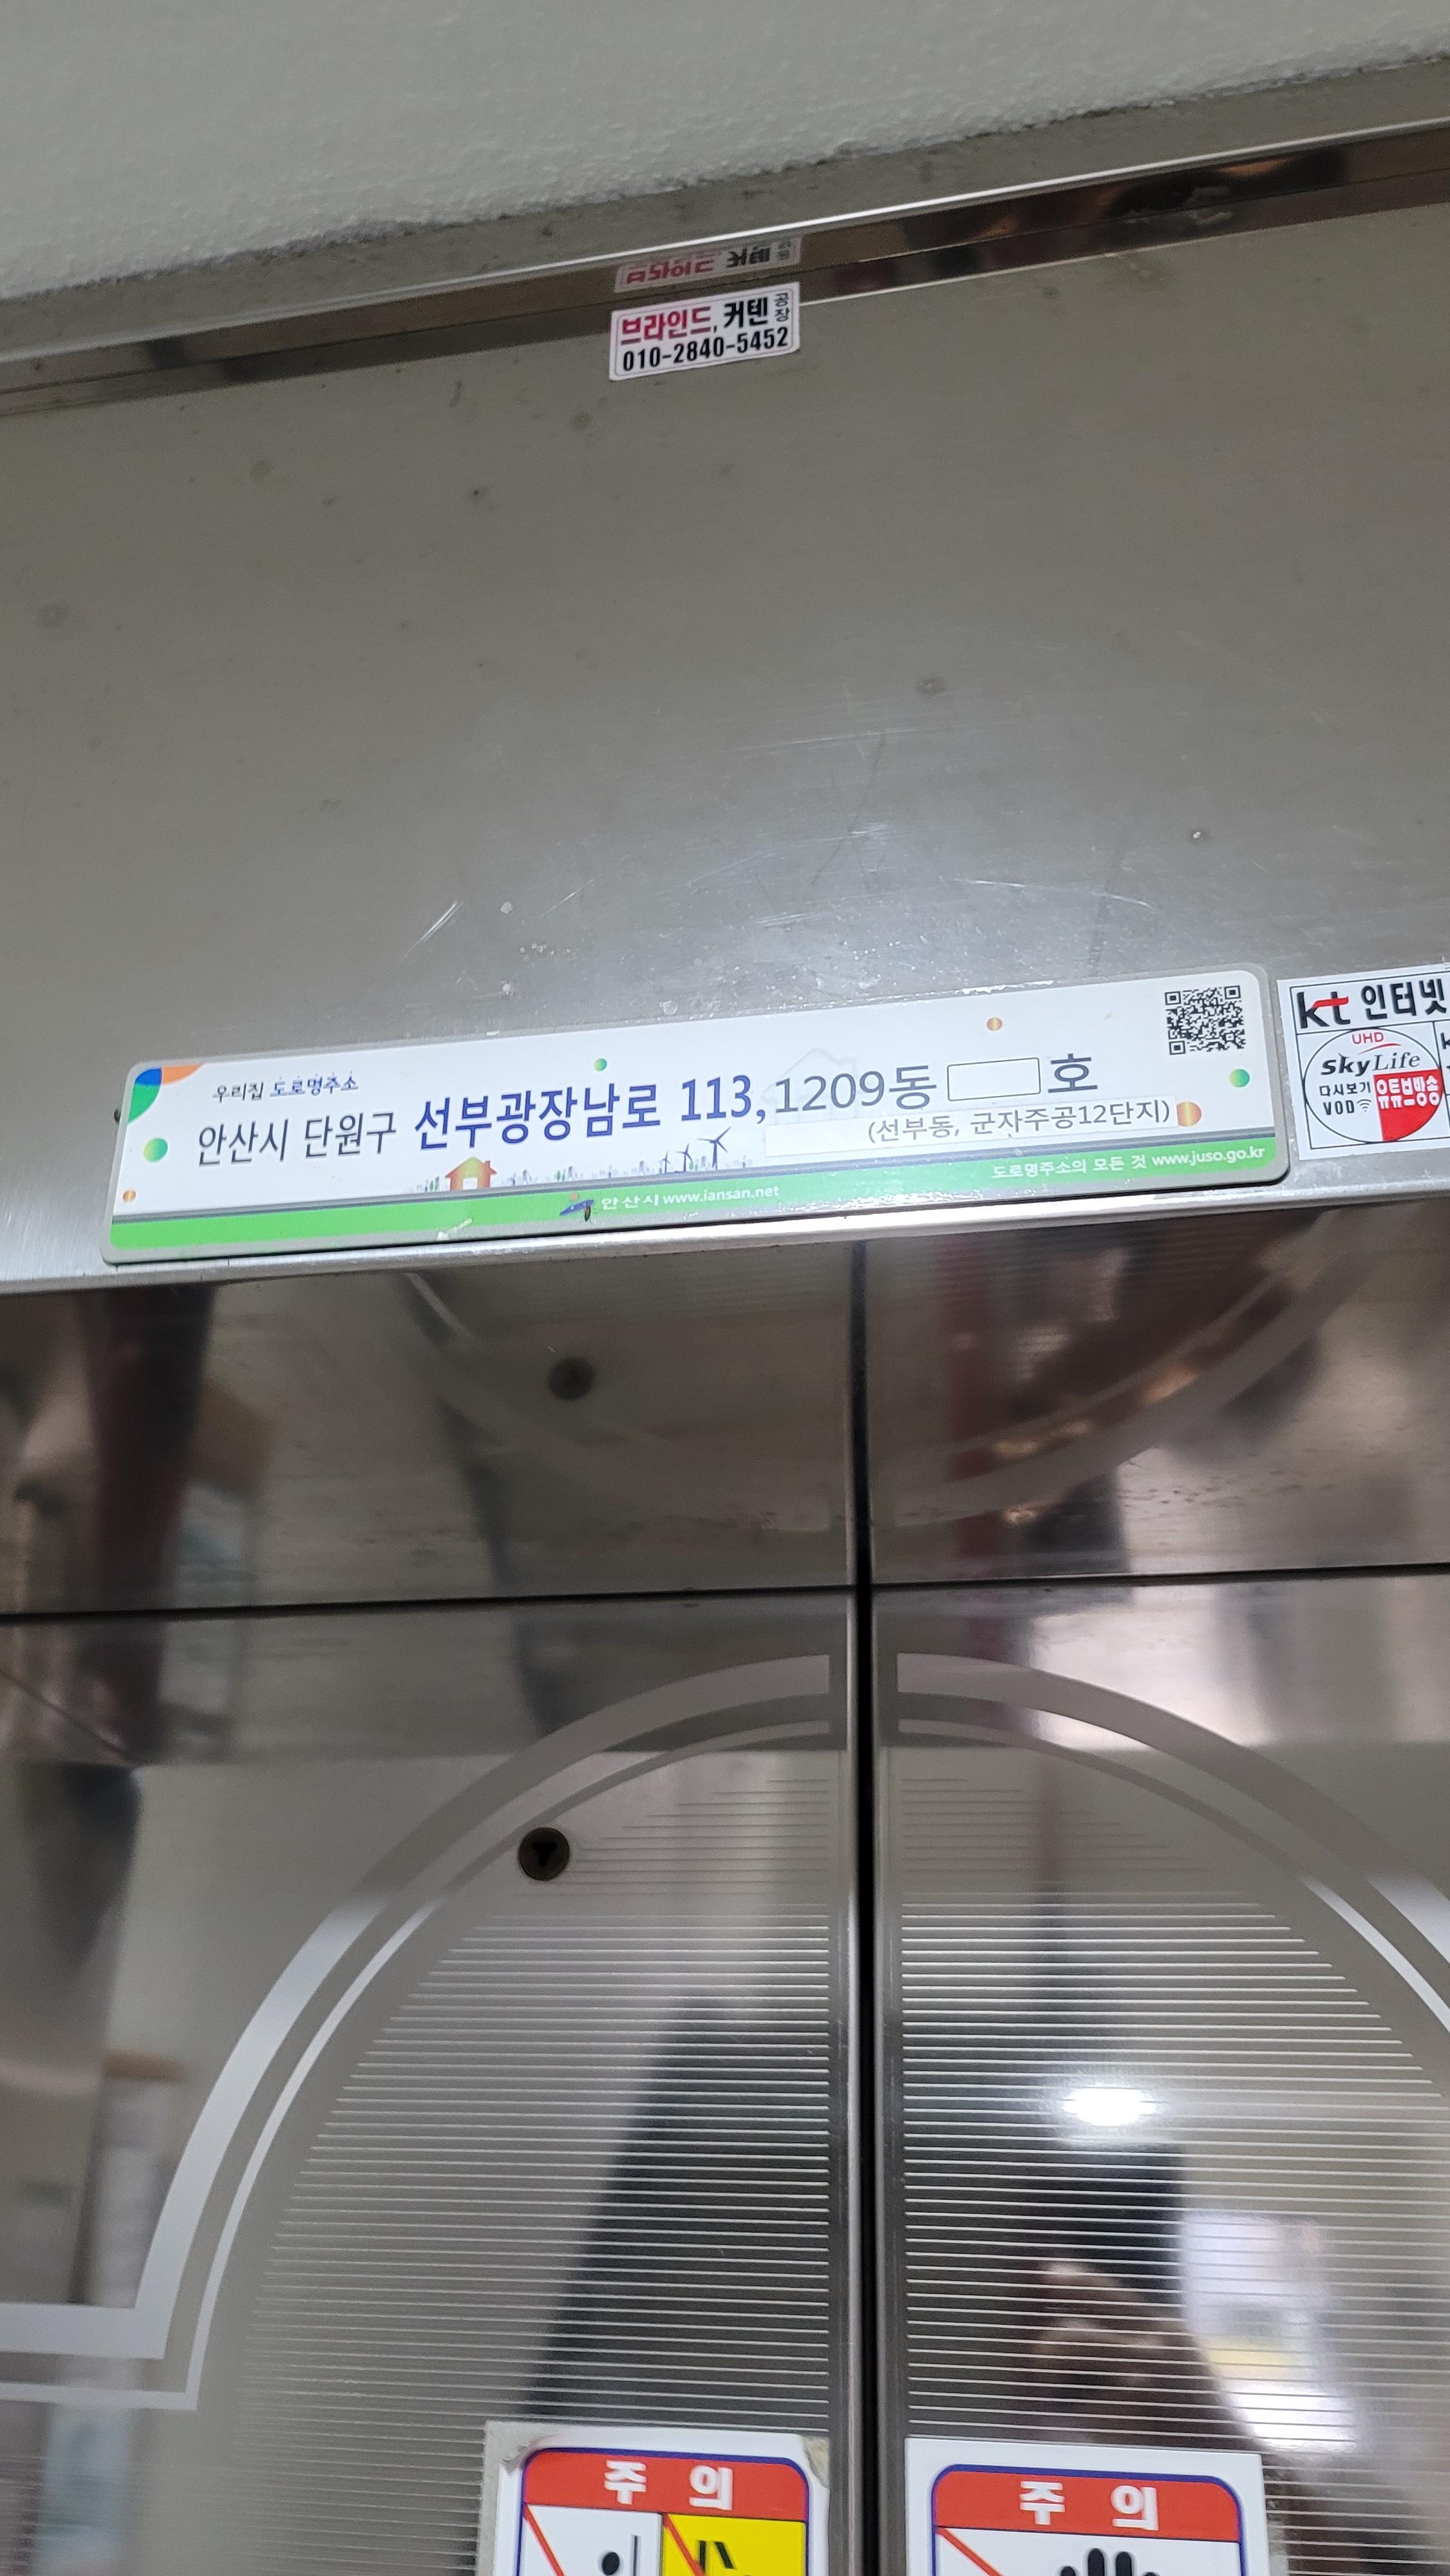 브라인드, 커텐 공장
010-2840-5452
우리집 도로명주소
안산시 단원구 선부광장남로 113, 1209동 호
(선부동, 군자주공12단지)
안산시 www.iansan.net
도로명주소의 모든 것 www.juso.go.kr
kt 인터넷
UHD
skyLife
다시보기
VOD
유튜브방송
주 의
주 의